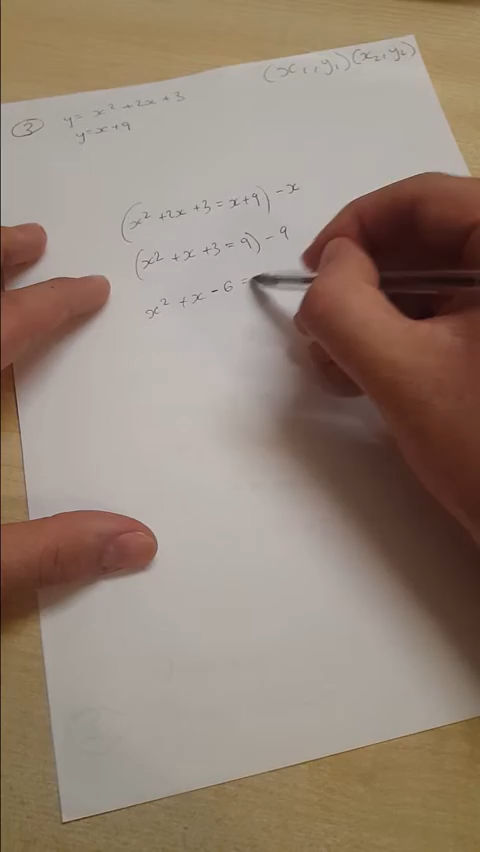 (x₁, y₁) (x₂, y₂)
③ y = x² + 2x + 3
y = x + 9
(x² + 2x + 3 = x + 9) - x
(x² + x + 3 = 9) - 9
x² + x - 6 =